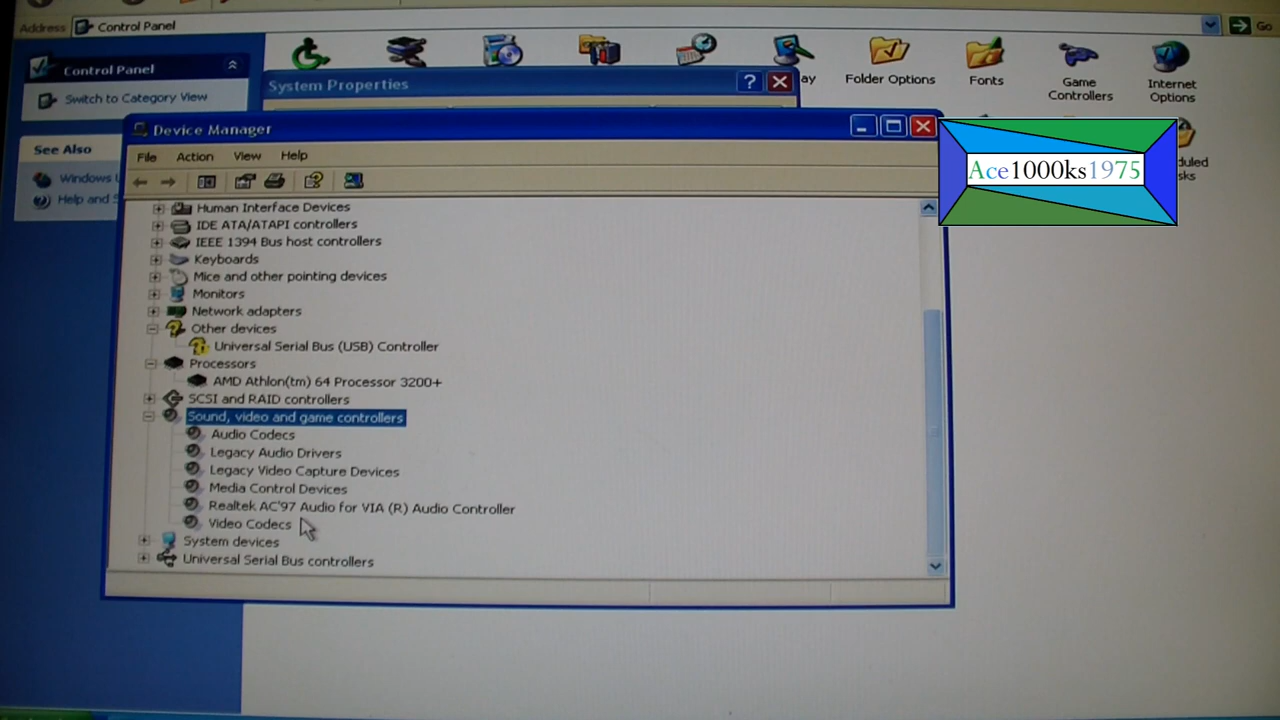 Address Control Panel Go
Control Panel
Switch to Category View
See Also
Windows
Help and S
ay
Folder Options
Fonts
Game Controllers
Internet Options
duled
sks
System Properties
?
Device Manager
File Action View Help
Human Interface Devices
IDE ATA/ATAPI controllers
IEEE 1394 Bus host controllers
Keyboards
Mice and other pointing devices
Monitors
Network adapters
Other devices
Universal Serial Bus (USB) Controller
Processors
AMD Athlon(tm) 64 Processor 3200+
SCSI and RAID controllers
Sound, video and game controllers
Audio Codecs
Legacy Audio Drivers
Legacy Video Capture Devices
Media Control Devices
Realtek AC'97 Audio for VIA (R) Audio Controller
Video Codecs
System devices
Universal Serial Bus controllers
Ace1000ks1975